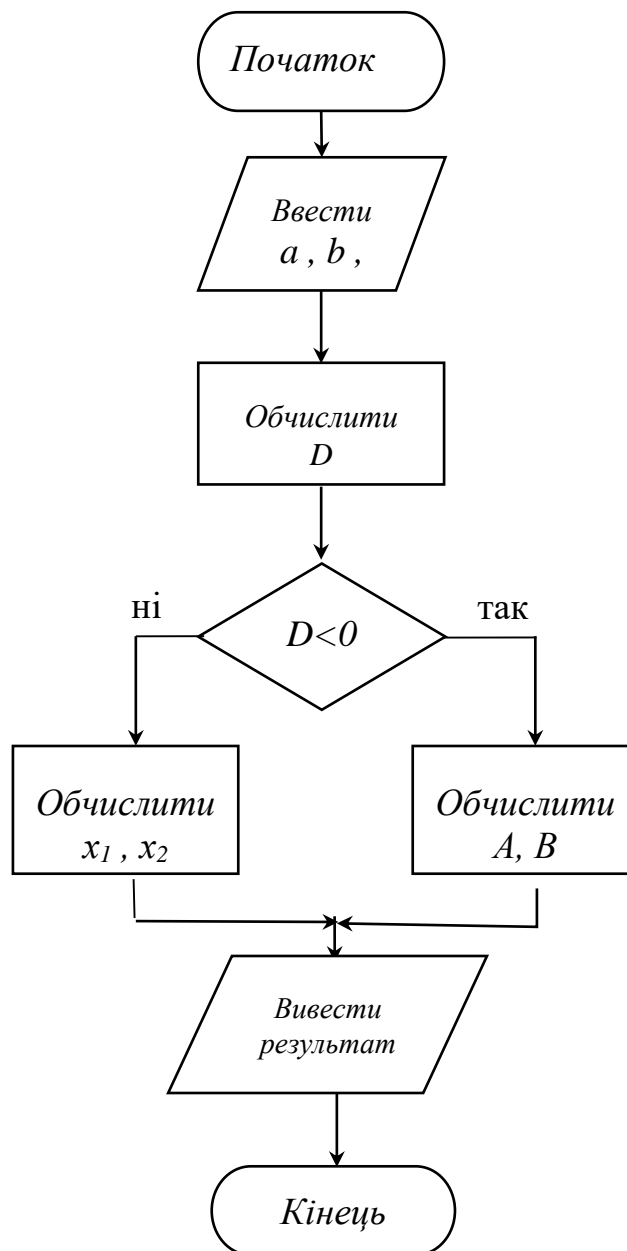 Початок
Ввести
a , b ,
Обчислити
D
ні
D<0
так
Обчислити
x₁ , x₂
Обчислити
A, B
Вивести
результат
Кінець